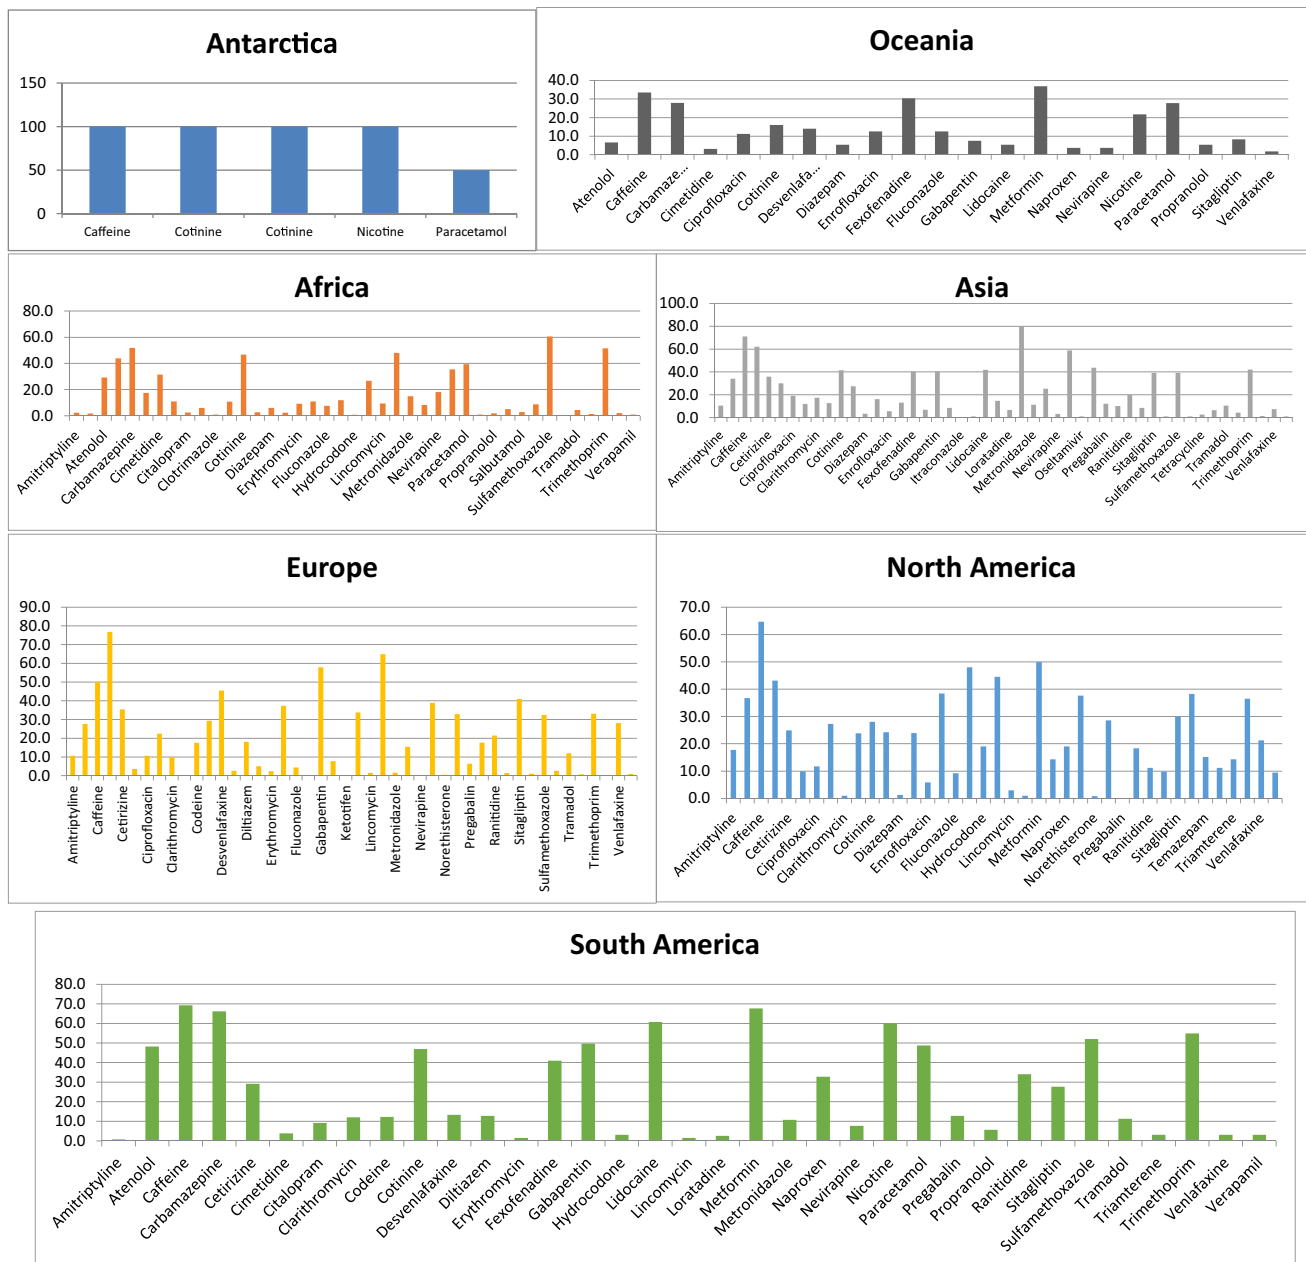 Antarctica
150
100
50
0
Caffeine Cotinine Cotinine Nicotine Paracetamol
Oceania
40.0
30.0
20.0
10.0
0.0
Atenolol
Caffeine
Carbamaze...
Cimetidine
Ciprofloxacin
Cotinine
Desvenlafa...
Diazepam
Enrofloxacin
Fexofenadine
Fluconazole
Gabapentin
Lidocaine
Metformin
Naproxen
Nevirapine
Nicotine
Paracetamol
Propranolol
Sitagliptin
Venlafaxine
Africa
80.0
60.0
40.0
20.0
0.0
Amitriptyline
Atenolol
Carbamazepine
Cimetidine
Citalopram
Clotrimazole
Cotinine
Diazepam
Erythromycin
Fluconazole
Hydrocodone
Lincomycin
Metronidazole
Nevirapine
Paracetamol
Propranolol
Salbutamol
Sulfamethoxazole
Tramadol
Trimethoprim
Verapamil
Asia
100.0
80.0
60.0
40.0
20.0
0.0
Amitriptyline
Caffeine
Cetirizine
Ciprofloxacin
Clarithromycin
Cotinine
Diazepam
Enrofloxacin
Fexofenadine
Gabapentin
Itraconazole
Lidocaine
Loratadine
Metronidazole
Nevirapine
Oseltamivir
Pregabalin
Ranitidine
Sitagliptin
Sulfamethoxazole
Tetracycline
Tramadol
Trimethoprim
Venlafaxine
Europe
90.0
80.0
70.0
60.0
50.0
40.0
30.0
20.0
10.0
0.0
Amitriptyline
Caffeine
Cetirizine
Ciprofloxacin
Clarithromycin
Codeine
Desvenlafaxine
Diltiazem
Erythromycin
Fluconazole
Gabapentin
Ketotifen
Lincomycin
Metronidazole
Nevirapine
Norethisterone
Pregabalin
Ranitidine
Sitagliptin
Sulfamethoxazole
Tramadol
Trimethoprim
Venlafaxine
North America
70.0
60.0
50.0
40.0
30.0
20.0
10.0
0.0
Amitriptyline
Caffeine
Cetirizine
Ciprofloxacin
Clarithromycin
Cotinine
Diazepam
Enrofloxacin
Fluconazole
Hydrocodone
Lincomycin
Metformin
Naproxen
Norethisterone
Pregabalin
Ranitidine
Sitagliptin
Temazepam
Triamterene
Venlafaxine
South America
80.0
70.0
60.0
50.0
40.0
30.0
20.0
10.0
0.0
Amitriptyline
Atenolol
Caffeine
Carbamazepine
Cetirizine
Cimetidine
Citalopram
Clarithromycin
Codeine
Cotinine
Desvenlafaxine
Diltiazem
Erythromycin
Fexofenadine
Gabapentin
Hydrocodone
Lidocaine
Lincomycin
Loratadine
Metformin
Metronidazole
Naproxen
Nevirapine
Nicotine
Paracetamol
Pregabalin
Propranolol
Ranitidine
Sitagliptin
Sulfamethoxazole
Tramadol
Triamterene
Trimethoprim
Venlafaxine
Verapamil